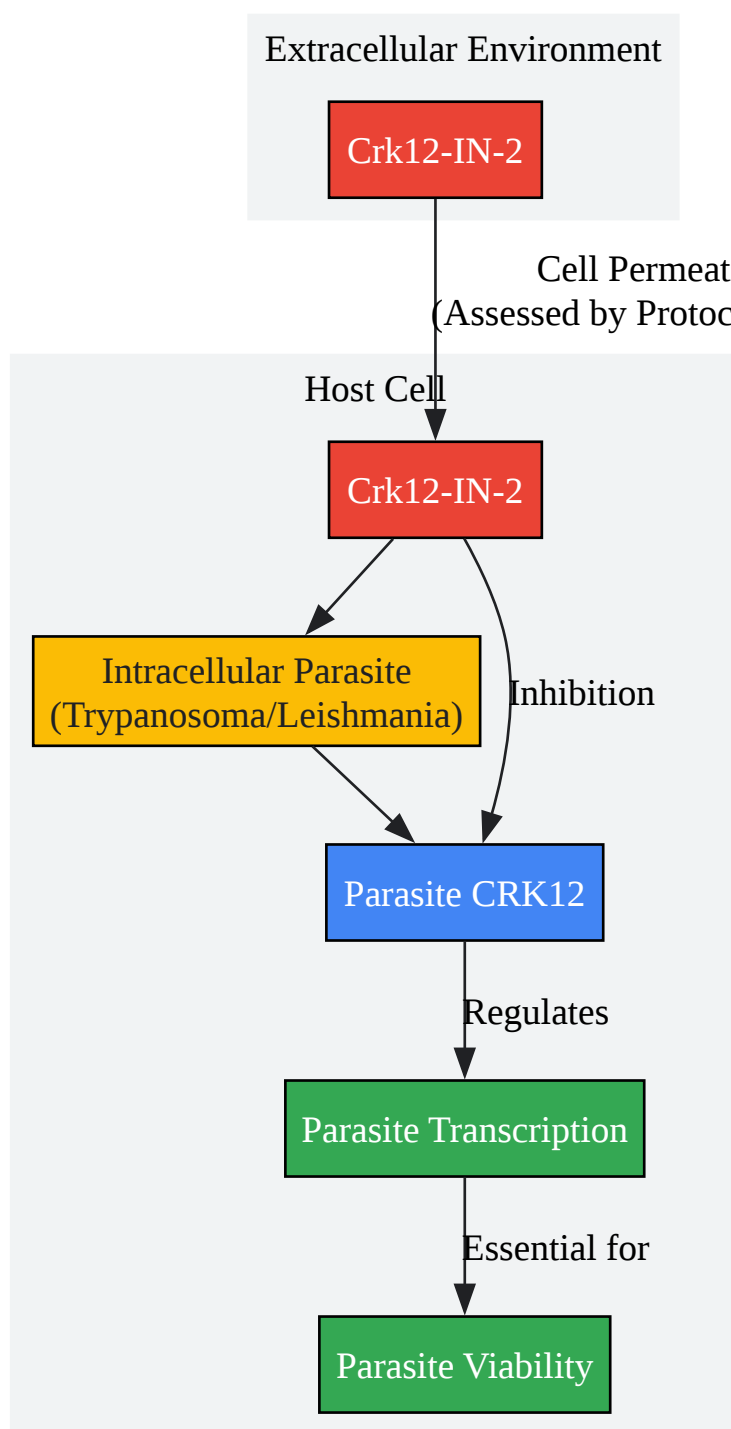 Extracellular Environment
Crk12-IN-2
Cell Permeat
(Assessed by Protoc
Host Cell
Crk12-IN-2
Intracellular Parasite
(Trypanosoma/Leishmania)
Inhibition
Parasite CRK12
Regulates
Parasite Transcription
Essential for
Parasite Viability